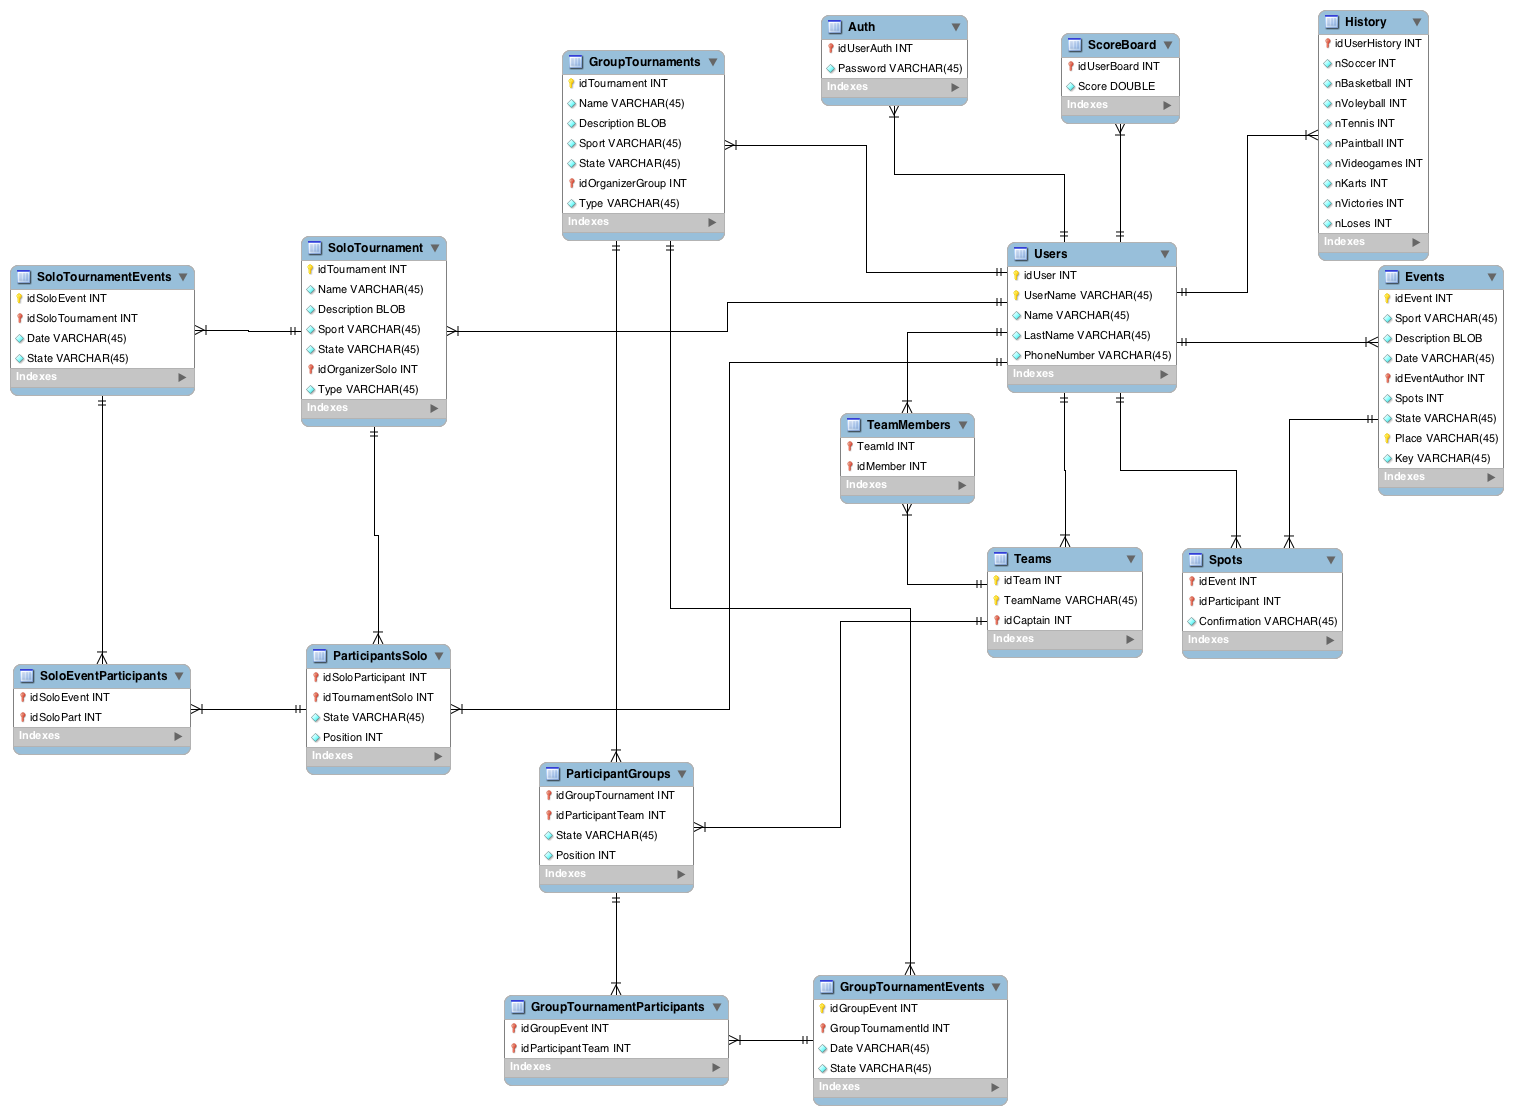 Auth
idUserAuth INT
Password VARCHAR(45)
Indexes
ScoreBoard
idUserBoard INT
Score DOUBLE
Indexes
History
idUserHistory INT
nSoccer INT
nBasketball INT
nVoleyball INT
nTennis INT
nPaintball INT
nVideogames INT
nKarts INT
nVictories INT
nLoses INT
Indexes
GroupTournaments
idTournament INT
Name VARCHAR(45)
Description BLOB
Sport VARCHAR(45)
State VARCHAR(45)
idOrganizerGroup INT
Type VARCHAR(45)
Indexes
SoloTournament
idTournament INT
Name VARCHAR(45)
Description BLOB
Sport VARCHAR(45)
State VARCHAR(45)
idOrganizerSolo INT
Type VARCHAR(45)
Indexes
SoloTournamentEvents
idSoloEvent INT
idSoloTournament INT
Date VARCHAR(45)
State VARCHAR(45)
Indexes
Users
idUser INT
UserName VARCHAR(45)
Name VARCHAR(45)
LastName VARCHAR(45)
PhoneNumber VARCHAR(45)
Indexes
Events
idEvent INT
Sport VARCHAR(45)
Description BLOB
Date VARCHAR(45)
idEventAuthor INT
Spots INT
State VARCHAR(45)
Place VARCHAR(45)
Key VARCHAR(45)
Indexes
TeamMembers
TeamId INT
idMember INT
Indexes
Teams
idTeam INT
TeamName VARCHAR(45)
idCaptain INT
Indexes
Spots
idEvent INT
idParticipant INT
Confirmation VARCHAR(45)
Indexes
SoloEventParticipants
idSoloEvent INT
idSoloPart INT
Indexes
ParticipantsSolo
idSoloParticipant INT
idTournamentSolo INT
State VARCHAR(45)
Position INT
Indexes
ParticipantGroups
idGroupTournament INT
idParticipantTeam INT
State VARCHAR(45)
Position INT
Indexes
GroupTournamentParticipants
idGroupEvent INT
idParticipantTeam INT
Indexes
GroupTournamentEvents
idGroupEvent INT
GroupTournamentId INT
Date VARCHAR(45)
State VARCHAR(45)
Indexes